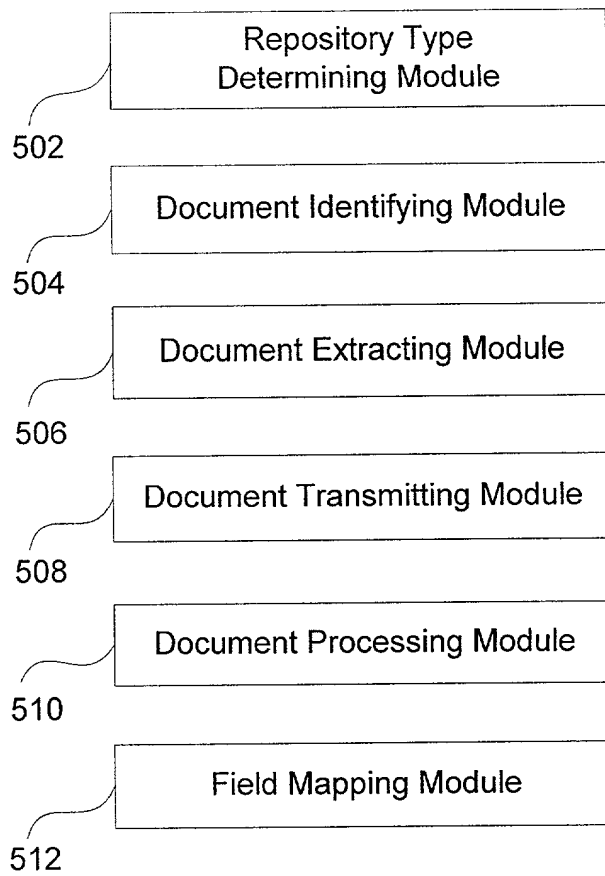 Repository Type
Determining Module
502
Document Identifying Module
504
Document Extracting Module
506
Document Transmitting Module
508
Document Processing Module
510
Field Mapping Module
512